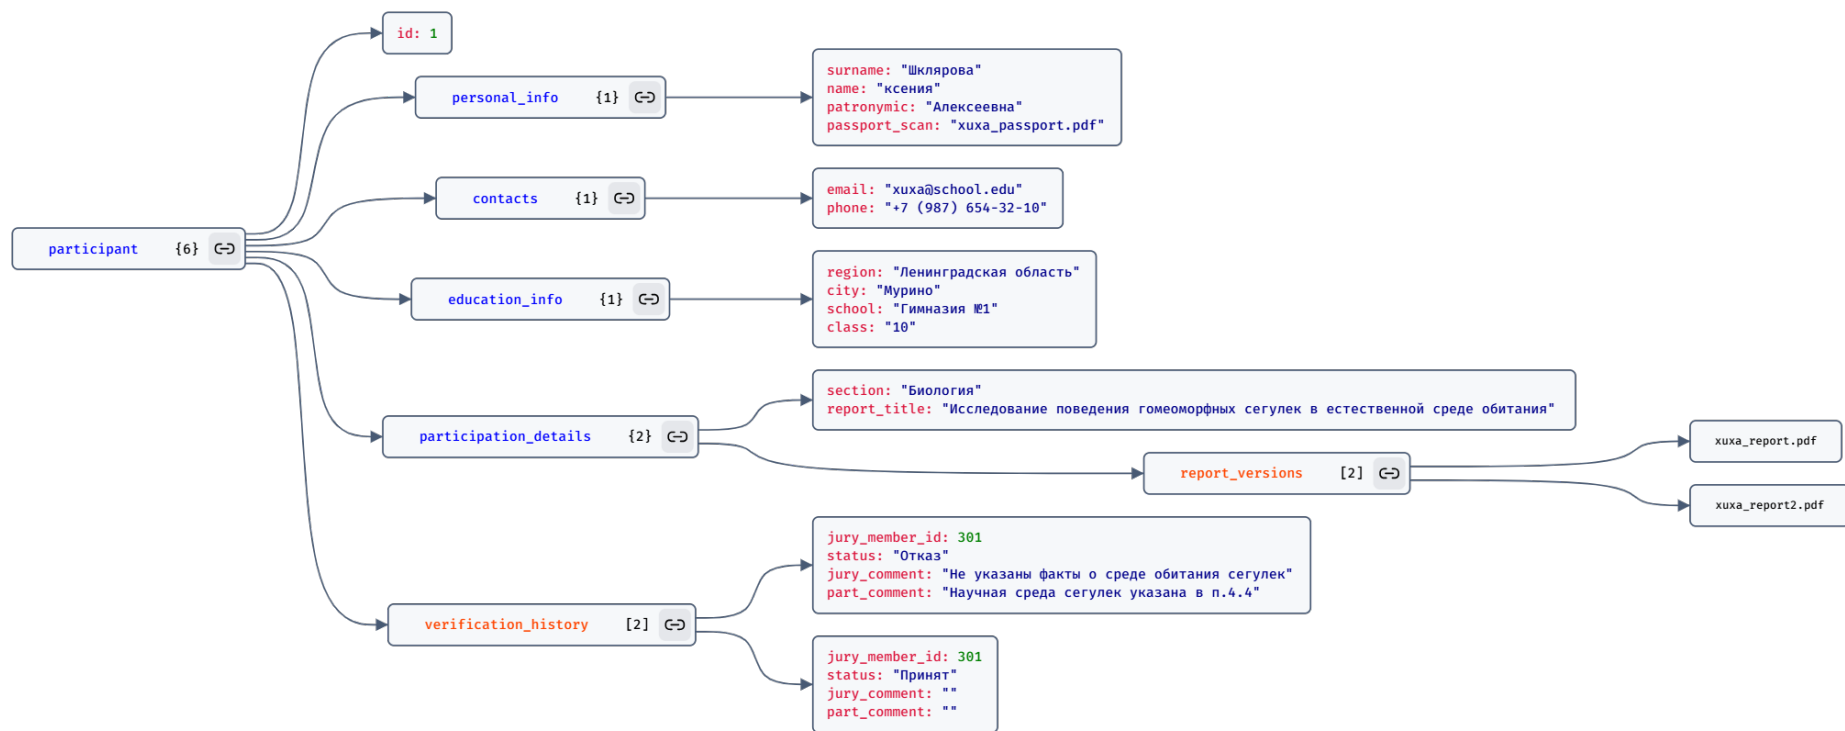 id: 1
personal_info {1}
surname: "Шклярова"
name: "ксения"
patronymic: "Алексеевна"
passport_scan: "xuxa_passport.pdf"
contacts {1}
email: "xuxa@school.edu"
phone: "+7 (987) 654-32-10"
participant {6}
education_info {1}
region: "Ленинградская область"
city: "Мурино"
school: "Гимназия №1"
class: "10"
participation_details {2}
section: "Биология"
report_title: "Исследование поведения гомеоморфных сегулек в естественной среде обитания"
report_versions [2]
xuxa_report.pdf
xuxa_report2.pdf
verification_history [2]
jury_member_id: 301
status: "Отказ"
jury_comment: "Не указаны факты о среде обитания сегулек"
part_comment: "Научная среда сегулек указана в п.4.4"
jury_member_id: 301
status: "Принят"
jury_comment: ""
part_comment: ""